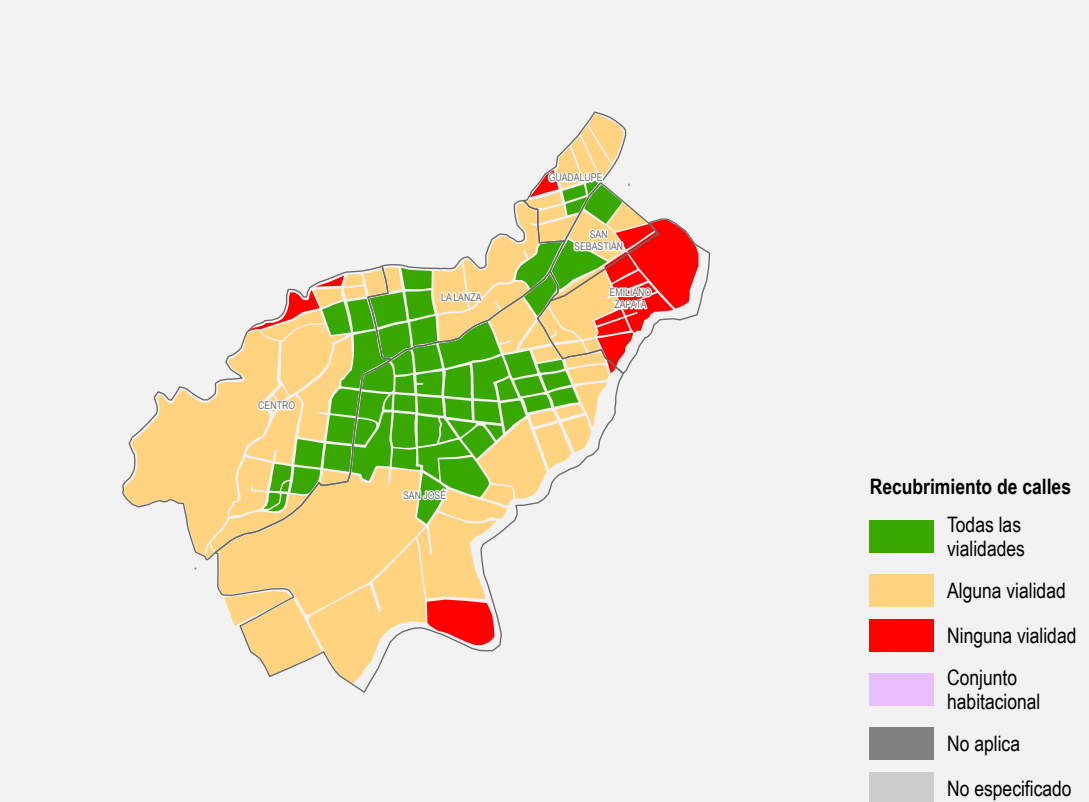 GUADALUPE
SAN
SEBASTIÁN
LA LANZA
EMILIANO
ZAPATA
CENTRO
SAN JOSÉ
Recubrimiento de calles
Todas las
vialidades
Alguna vialidad
Ninguna vialidad
Conjunto
habitacional
No aplica
No especificado